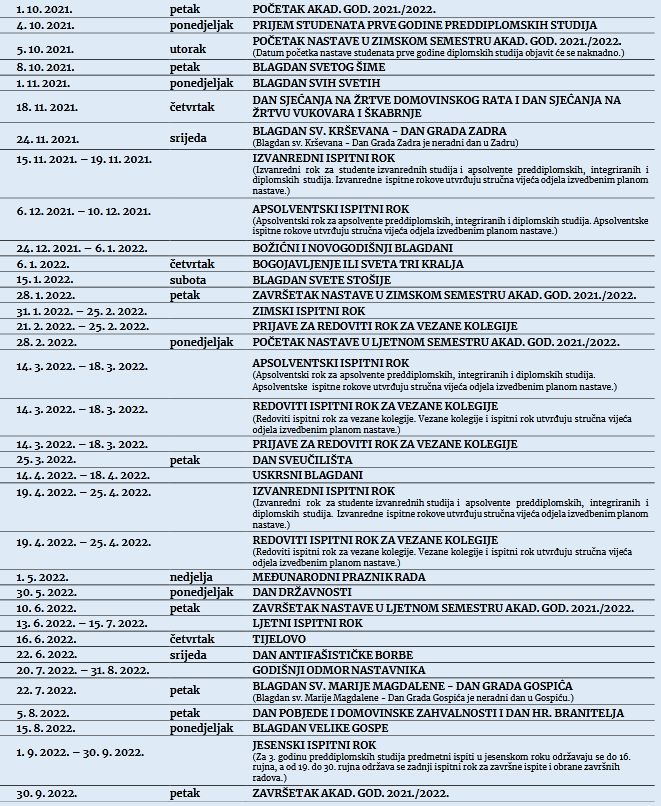 1. 10. 2021. petak POČETAK AKAD. GOD. 2021./2022.
4. 10. 2021. ponedjeljak PRIJEM STUDENATA PRVE GODINE PREDDIPLOMSKIH STUDIJA
5. 10. 2021. utorak POČETAK NASTAVE U ZIMSKOM SEMESTRU AKAD. GOD. 2021./2022.
(Datum početka nastave studenata prve godine diplomskih studija objavit će se naknadno.)
8. 10. 2021. petak BLAGDAN SVETOG ŠIME
1. 11. 2021. ponedjeljak BLAGDAN SVIH SVETIH
18. 11. 2021. četvrtak DAN SJEĆANJA NA ŽRTVE DOMOVINSKOG RATA I DAN SJEĆANJA NA
ŽRTVU VUKOVARA I ŠKABRNJE
24. 11. 2021. srijeda BLAGDAN SV. KRŠEVANA - DAN GRADA ZADRA
(Blagdan sv. Krševana - Dan Grada Zadra je neradni dan u Zadru)
15. 11. 2021. – 19. 11. 2021. IZVANREDNI ISPITNI ROK
(Izvanredni rok za studente izvanrednih studija i apsolvente preddiplomskih, integriranih i
diplomskih studija. Izvanredne ispitne rokove utvrđuju stručna vijeća odjela izvedbenim planom
nastave.)
6. 12. 2021. – 10. 12. 2021. APSOLVENTSKI ISPITNI ROK
(Apsolventski rok za apsolvente preddiplomskih, integriranih i diplomskih studija. Apsolventske
ispitne rokove utvrđuju stručna vijeća odjela izvedbenim planom nastave.)
24. 12. 2021. – 6. 1. 2022. BOŽIĆNI I NOVOGODIŠNJI BLAGDANI
6. 1. 2022. četvrtak BOGOJAVLJENJE ILI SVETA TRI KRALJA
15. 1. 2022. subota BLAGDAN SVETE STOŠIJE
28. 1. 2022. petak ZAVRŠETAK NASTAVE U ZIMSKOM SEMESTRU AKAD. GOD. 2021./2022.
31. 1. 2022. – 25. 2. 2022. ZIMSKI ISPITNI ROK
21. 2. 2022. – 25. 2. 2022. PRIJAVE ZA REDOVITI ROK ZA VEZANE KOLEGIJE
28. 2. 2022. ponedjeljak POČETAK NASTAVE U LJETNOM SEMESTRU AKAD. GOD. 2021./2022.
14. 3. 2022. – 18. 3. 2022. APSOLVENTSKI ISPITNI ROK
(Apsolventski rok za apsolvente preddiplomskih, integriranih i diplomskih studija.
Apsolventske ispitne rokove utvrđuju stručna vijeća odjela izvedbenim planom nastave.)
14. 3. 2022. – 18. 3. 2022. REDOVITI ISPITNI ROK ZA VEZANE KOLEGIJE
(Redoviti ispitni rok za vezane kolegije. Vezane kolegije i ispitni rok utvrđuju stručna vijeća
odjela izvedbenim planom nastave.)
14. 3. 2022. – 18. 3. 2022. PRIJAVE ZA REDOVITI ROK ZA VEZANE KOLEGIJE
25. 3. 2022. petak DAN SVEUČILIŠTA
14. 4. 2022. – 18. 4. 2022. USKRSNI BLAGDANI
19. 4. 2022. – 25. 4. 2022. IZVANREDNI ISPITNI ROK
(Izvanredni rok za studente izvanrednih studija i apsolvente preddiplomskih, integriranih i
diplomskih studija. Izvanredne ispitne rokove utvrđuju stručna vijeća odjela izvedbenim planom
nastave.)
19. 4. 2022. – 25. 4. 2022. REDOVITI ISPITNI ROK ZA VEZANE KOLEGIJE
(Redoviti ispitni rok za vezane kolegije. Vezane kolegije i ispitni rok utvrđuju stručna vijeća
odjela izvedbenim planom nastave.)
1. 5. 2022. nedjelja MEĐUNARODNI PRAZNIK RADA
30. 5. 2022. ponedjeljak DAN DRŽAVNOSTI
10. 6. 2022. petak ZAVRŠETAK NASTAVE U LJETNOM SEMESTRU AKAD. GOD. 2021./2022.
13. 6. 2022. – 15. 7. 2022. LJETNI ISPITNI ROK
16. 6. 2022. četvrtak TIJELOVO
22. 6. 2022. srijeda DAN ANTIFAŠISTIČKE BORBE
20. 7. 2022. – 31. 8. 2022. GODIŠNJI ODMOR NASTAVNIKA
22. 7. 2022. petak BLAGDAN SV. MARIJE MAGDALENE - DAN GRADA GOSPIĆA
(Blagdan sv. Marije Magdalene - Dan Grada Gospića je neradni dan u Gospiću.)
5. 8. 2022. petak DAN POBJEDE I DOMOVINSKE ZAHVALNOSTI I DAN HR. BRANITELJA
15. 8. 2022. ponedjeljak BLAGDAN VELIKE GOSPE
1. 9. 2022. – 30. 9. 2022. JESENSKI ISPITNI ROK
(Za 3. godinu preddiplomskih studija predmetni ispiti u jesenskom roku održavaju se do 16.
rujna, a od 19. do 30. rujna održava se zadnji ispitni rok za završne ispite i obrane završnih
radova.)
30. 9. 2022. petak ZAVRŠETAK AKAD. GOD. 2021./2022.